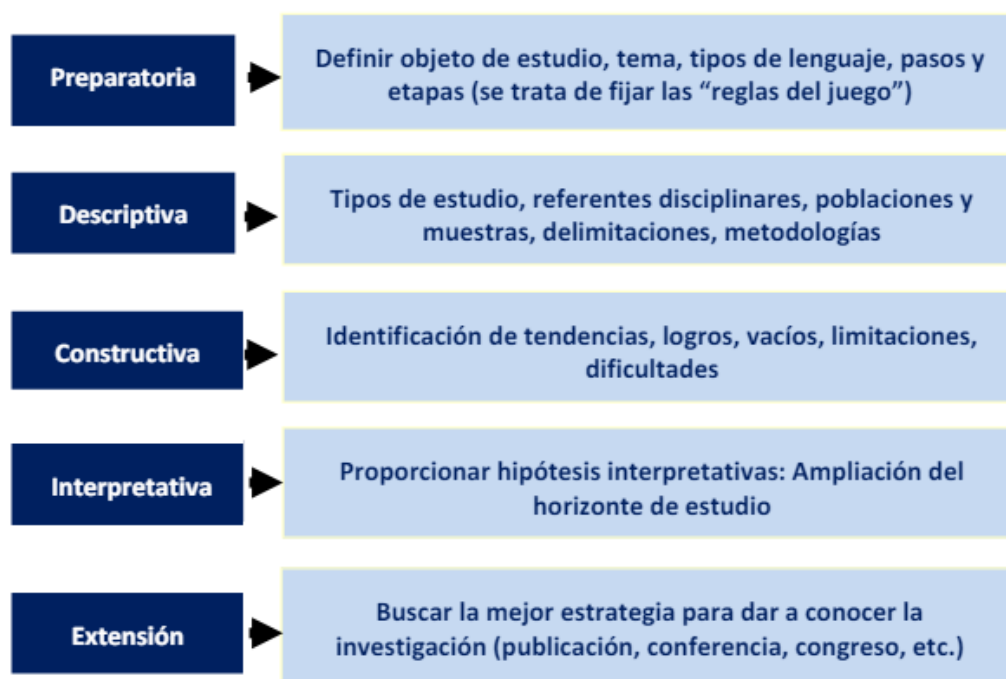 Preparatoria
Definir objeto de estudio, tema, tipos de lenguaje, pasos y
etapas (se trata de fijar las “reglas del juego”)
Descriptiva
Tipos de estudio, referentes disciplinares, poblaciones y
muestras, delimitaciones, metodologías
Constructiva
Identificación de tendencias, logros, vacíos, limitaciones,
dificultades
Interpretativa
Proporcionar hipótesis interpretativas: Ampliación del
horizonte de estudio
Extensión
Buscar la mejor estrategia para dar a conocer la
investigación (publicación, conferencia, congreso, etc.)